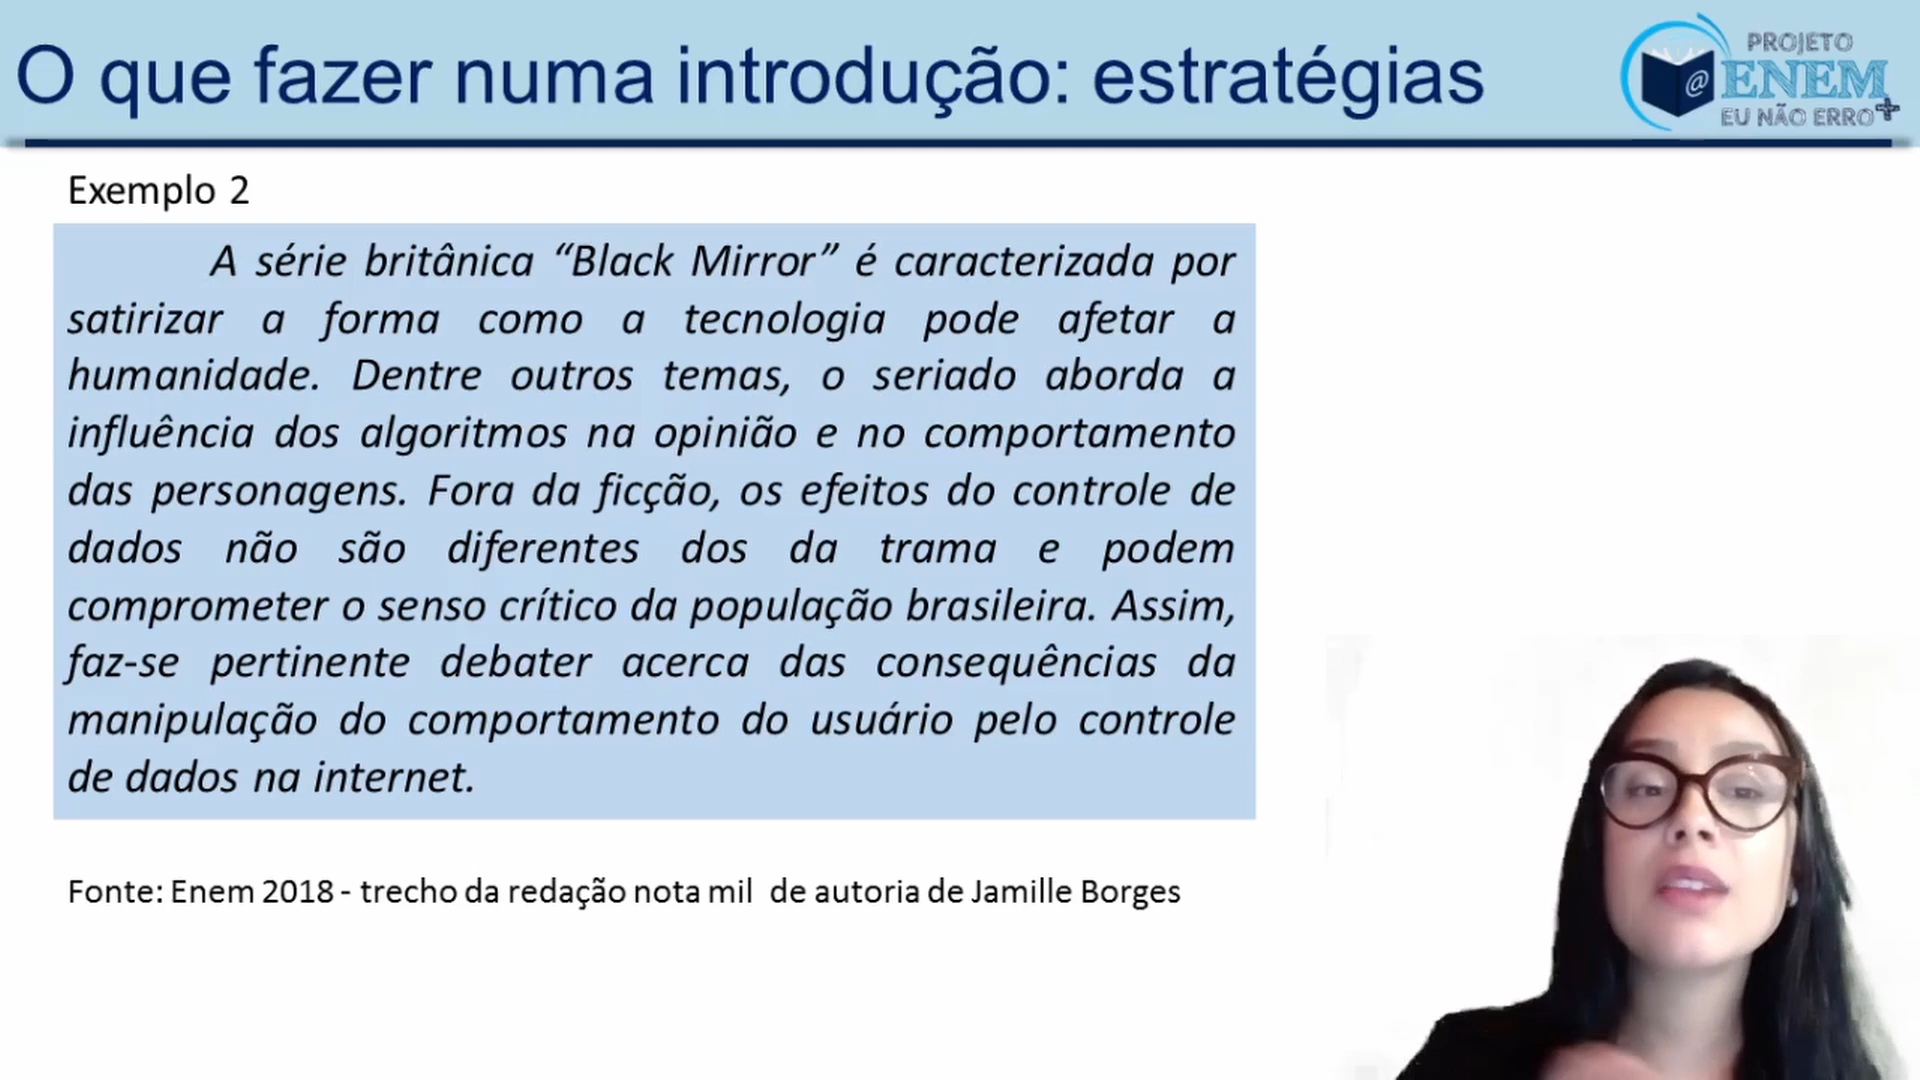 O que fazer numa introdução: estratégias
PROJETO
@ENEM
EU NÃO ERRO+
Exemplo 2
A série britânica “Black Mirror” é caracterizada por
satirizar a forma como a tecnologia pode afetar a
humanidade. Dentre outros temas, o seriado aborda a
influência dos algoritmos na opinião e no comportamento
das personagens. Fora da ficção, os efeitos do controle de
dados não são diferentes dos da trama e podem
comprometer o senso crítico da população brasileira. Assim,
faz-se pertinente debater acerca das consequências da
manipulação do comportamento do usuário pelo controle
de dados na internet.
Fonte: Enem 2018 - trecho da redação nota mil de autoria de Jamille Borges